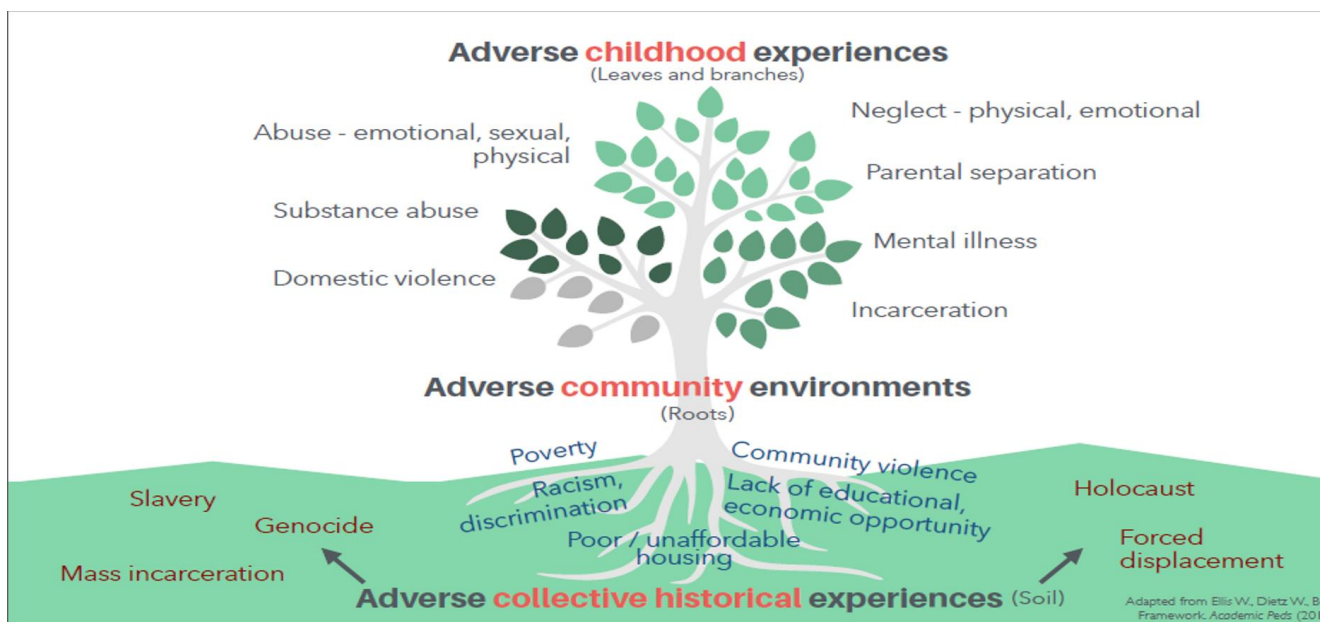 Adverse childhood experiences
(Leaves and branches)
Abuse - emotional, sexual,
physical
Substance abuse
Domestic violence
Neglect - physical, emotional
Parental separation
Mental illness
Incarceration
Adverse community environments
(Roots)
Poverty
Racism,
discrimination
Poor / unaffordable
housing
Community violence
Lack of educational,
economic opportunity
Slavery
Genocide
Mass incarceration
Holocaust
Forced
displacement
Adverse collective historical experiences (Soil)
Adapted from Ellis W., Dietz W., B
Framework. Academic Peds (201